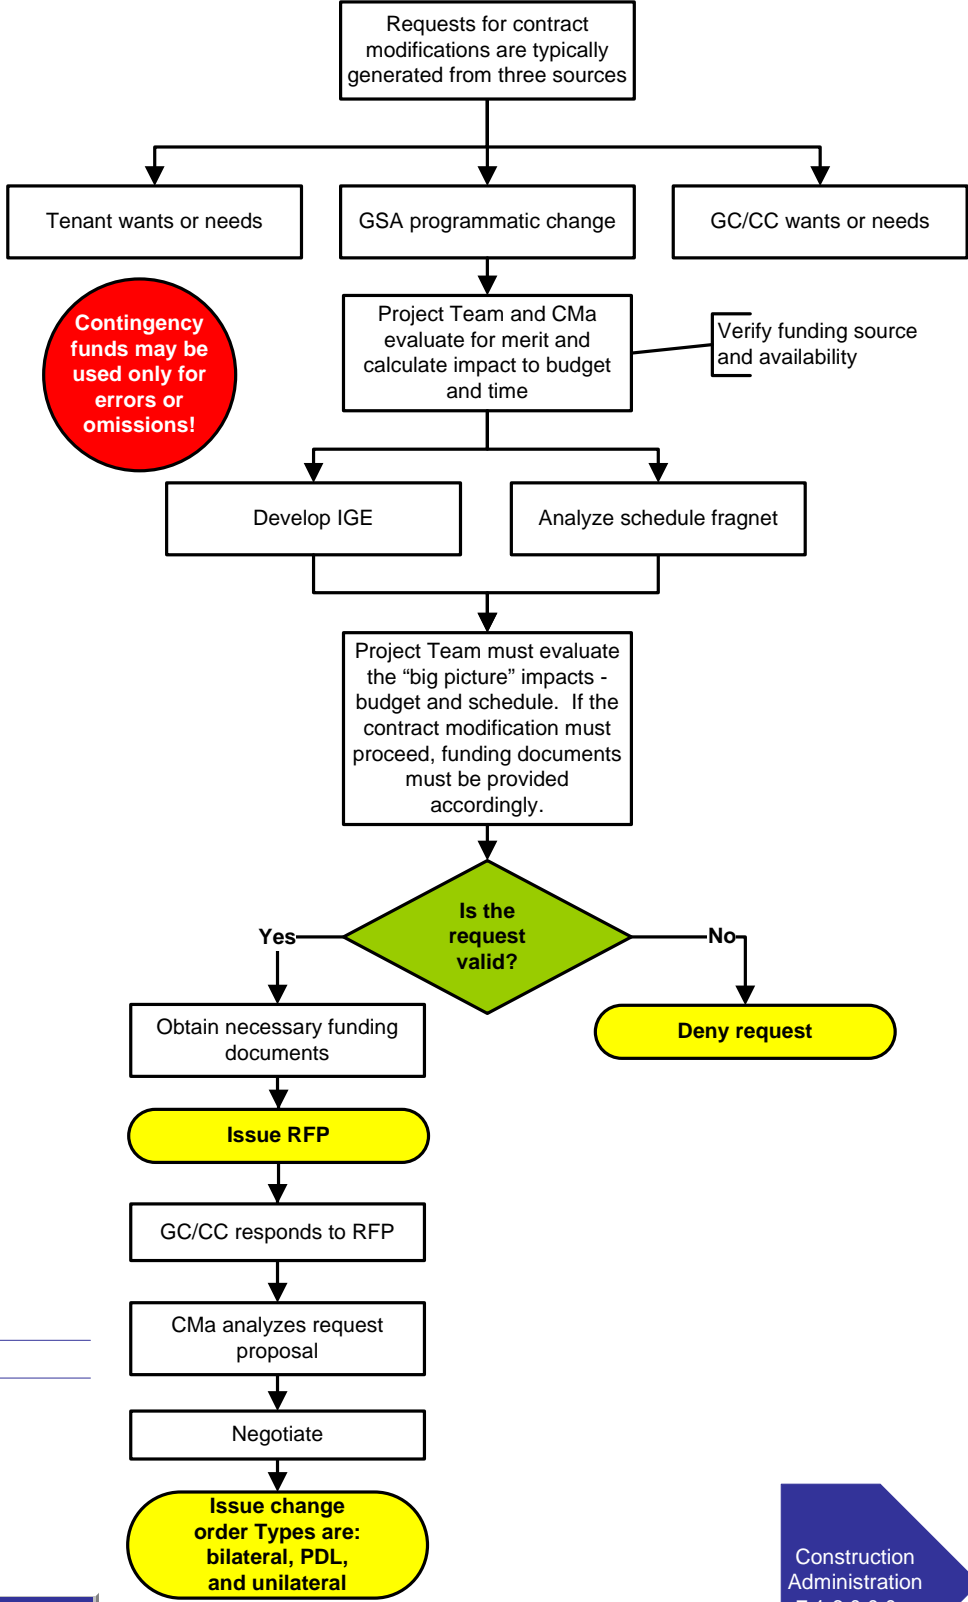 Requests for contract
modifications are typically
generated from three sources
Tenant wants or needs
GSA programmatic change
GC/CC wants or needs
Contingency
funds may be
used only for
errors or
omissions!
Project Team and CMa
evaluate for merit and
calculate impact to budget
and time
Verify funding source
and availability
Develop IGE
Analyze schedule fragnet
Project Team must evaluate
the “big picture” impacts -
budget and schedule.  If the
contract modification must
proceed, funding documents
must be provided
accordingly.
Is the
request
valid?
Yes
No
Obtain necessary funding
documents
Deny request
Issue RFP
GC/CC responds to RFP
CMa analyzes request
proposal
Negotiate
Issue change
order Types are:
bilateral, PDL,
and unilateral
Construction
Administration